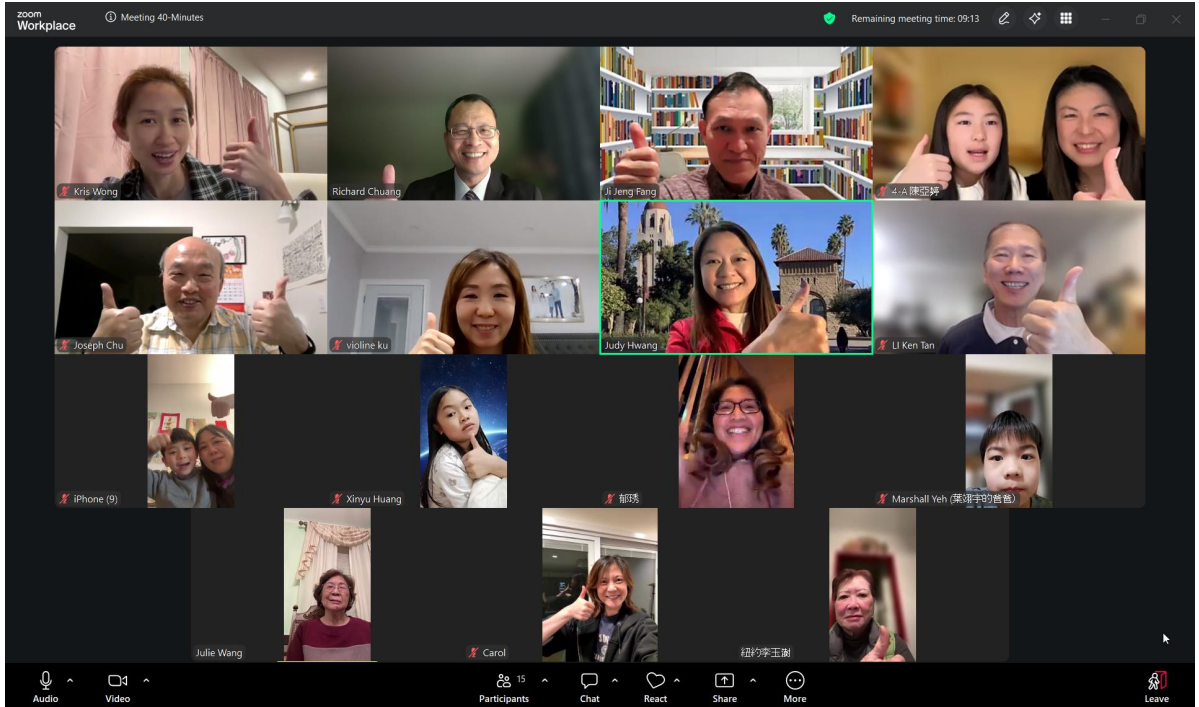 zoom
Workplace
Meeting 40-Minutes
Remaining meeting time: 09:13
Kris Wong
Richard Chuang
Ji Jeng Fang
4-A 陳亞婷
Joseph Chu
violine ku
Judy Hwang
LI Ken Tan
iPhone (9)
Xinyu Huang
郁琇
Marshall Yeh (葉翊宇的爸爸)
Julie Wang
Carol
紐約李玉澍
Audio
Video
Participants
15
Chat
React
Share
More
Leave